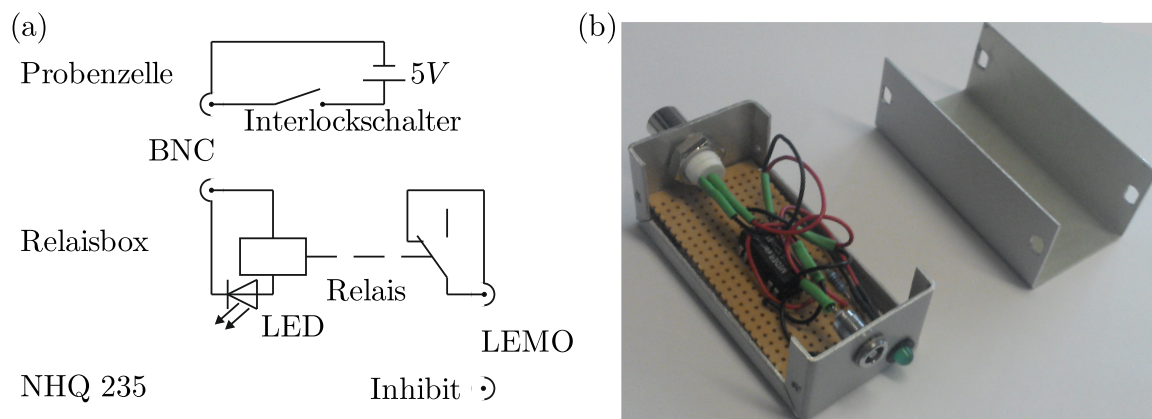 (a)
(b)
Probenzelle
5V
Interlockschalter
BNC
Relaisbox
Relais
LED
LEMO
NHQ 235
Inhibit